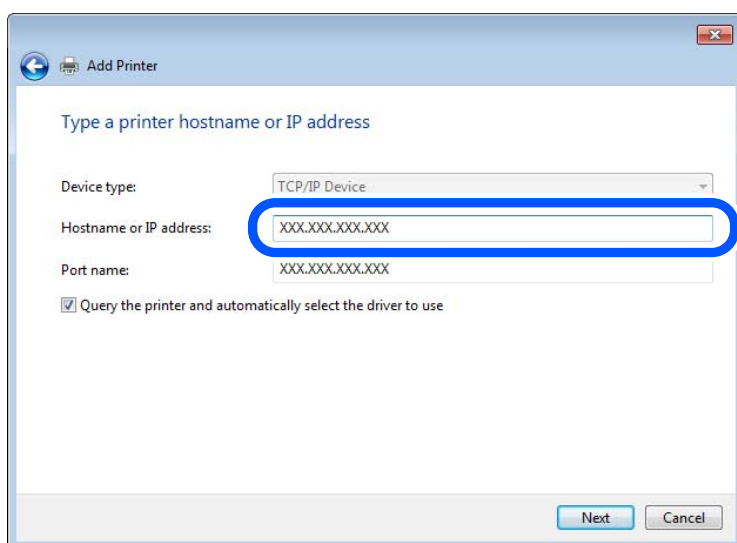 Add Printer
Type a printer hostname or IP address
Device type: TCP/IP Device
Hostname or IP address: XXX.XXX.XXX.XXX
Port name: XXX.XXX.XXX.XXX
Query the printer and automatically select the driver to use
Next Cancel